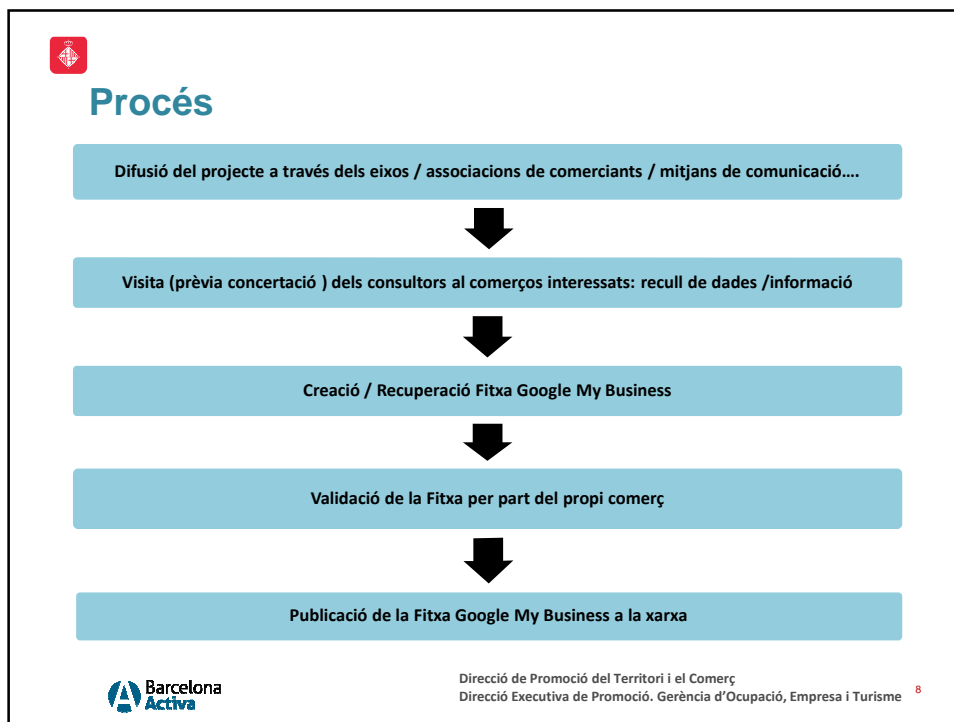 Procés
Difusió del projecte a través dels eixos / associacions de comerciants / mitjans de comunicació….
Visita (prèvia concertació ) dels consultors al comerços interessats: recull de dades /informació
Creació / Recuperació Fitxa Google My Business
Validació de la Fitxa per part del propi comerç
Publicació de la Fitxa Google My Business a la xarxa
Barcelona
Activa
Direcció de Promoció del Territori i el Comerç
Direcció Executiva de Promoció. Gerència d’Ocupació, Empresa i Turisme
8